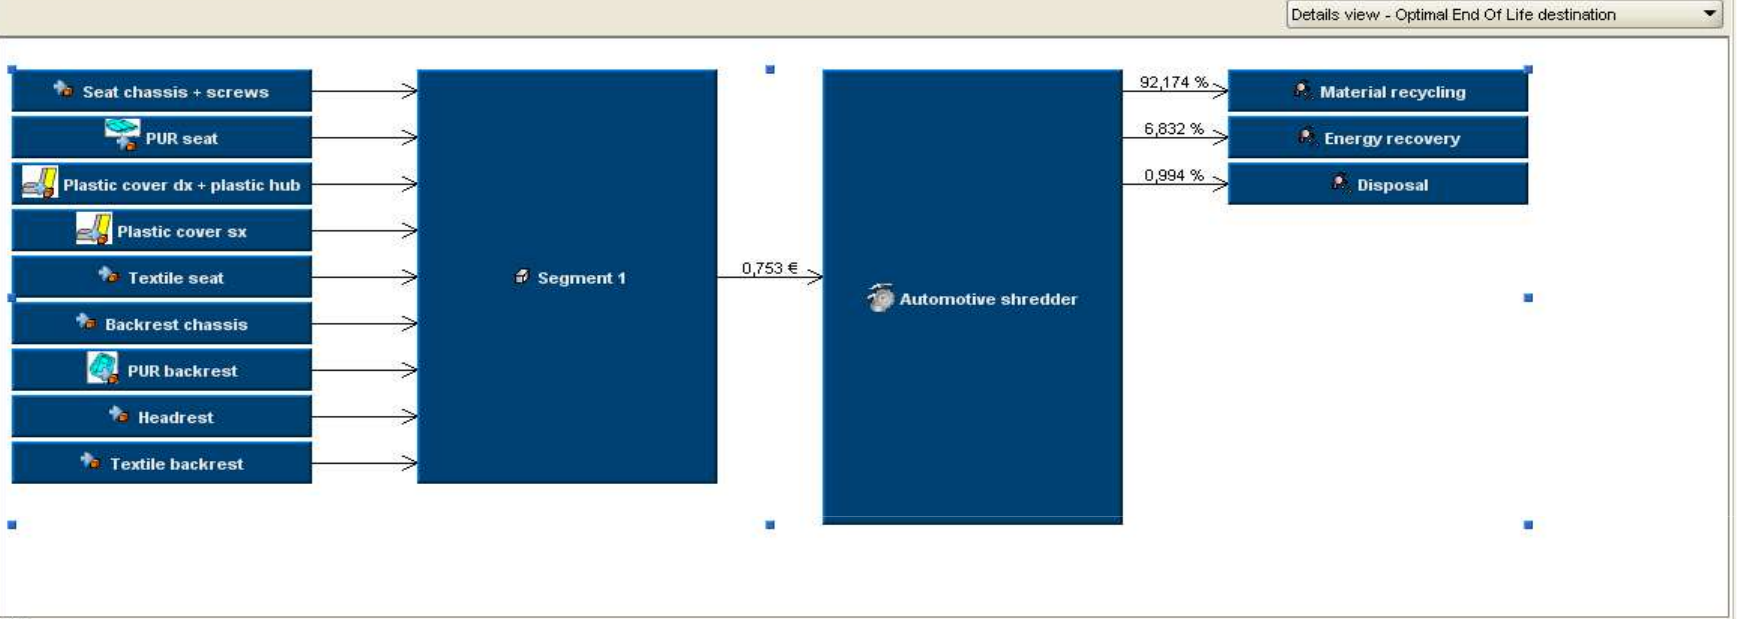 Details view - Optimal End Of Life destination
Seat chassis + screws
PUR seat
Plastic cover dx + plastic hub
Plastic cover sx
Textile seat
Backrest chassis
PUR backrest
Headrest
Textile backrest
Segment 1
0,753 €
Automotive shredder
92,174 %
Material recycling
6,832 %
Energy recovery
0,994 %
Disposal